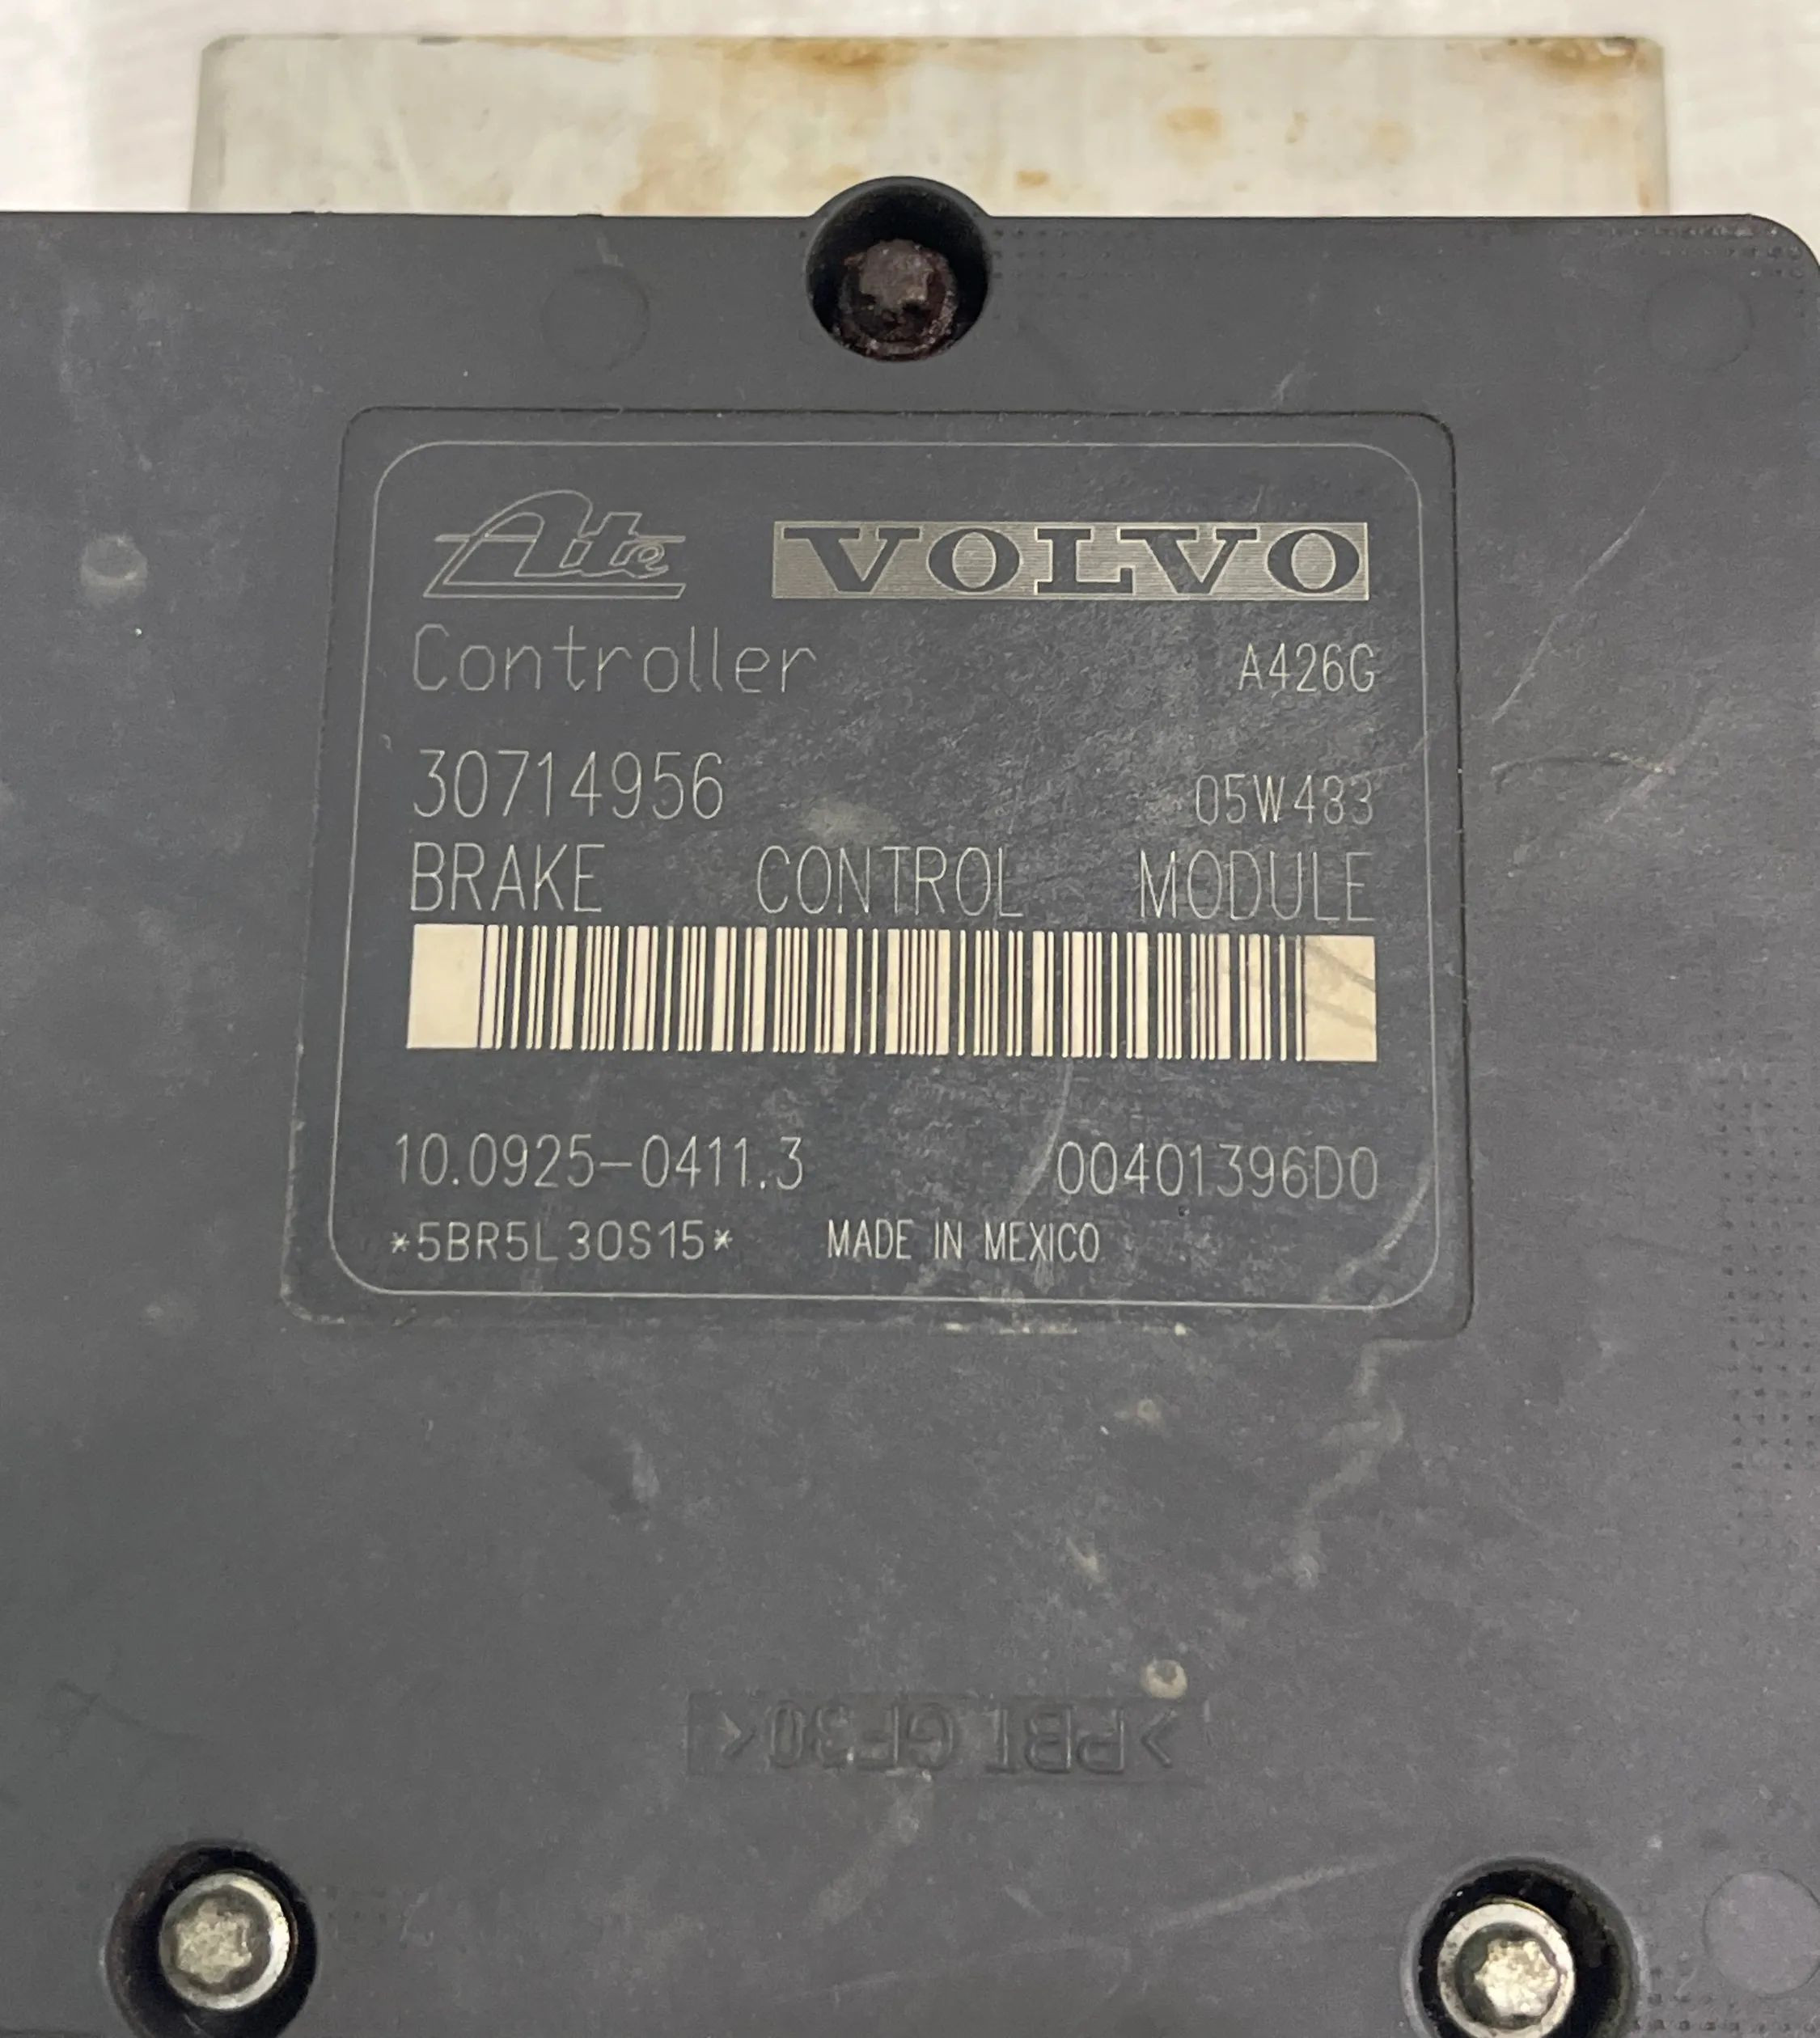 Ate VOLVO
Controller A426G
30714956 05W483
BRAKE CONTROL MODULE
10.0925-0411.3 00401396D0
*5BR5L30S15* MADE IN MEXICO
>PBT GF30<